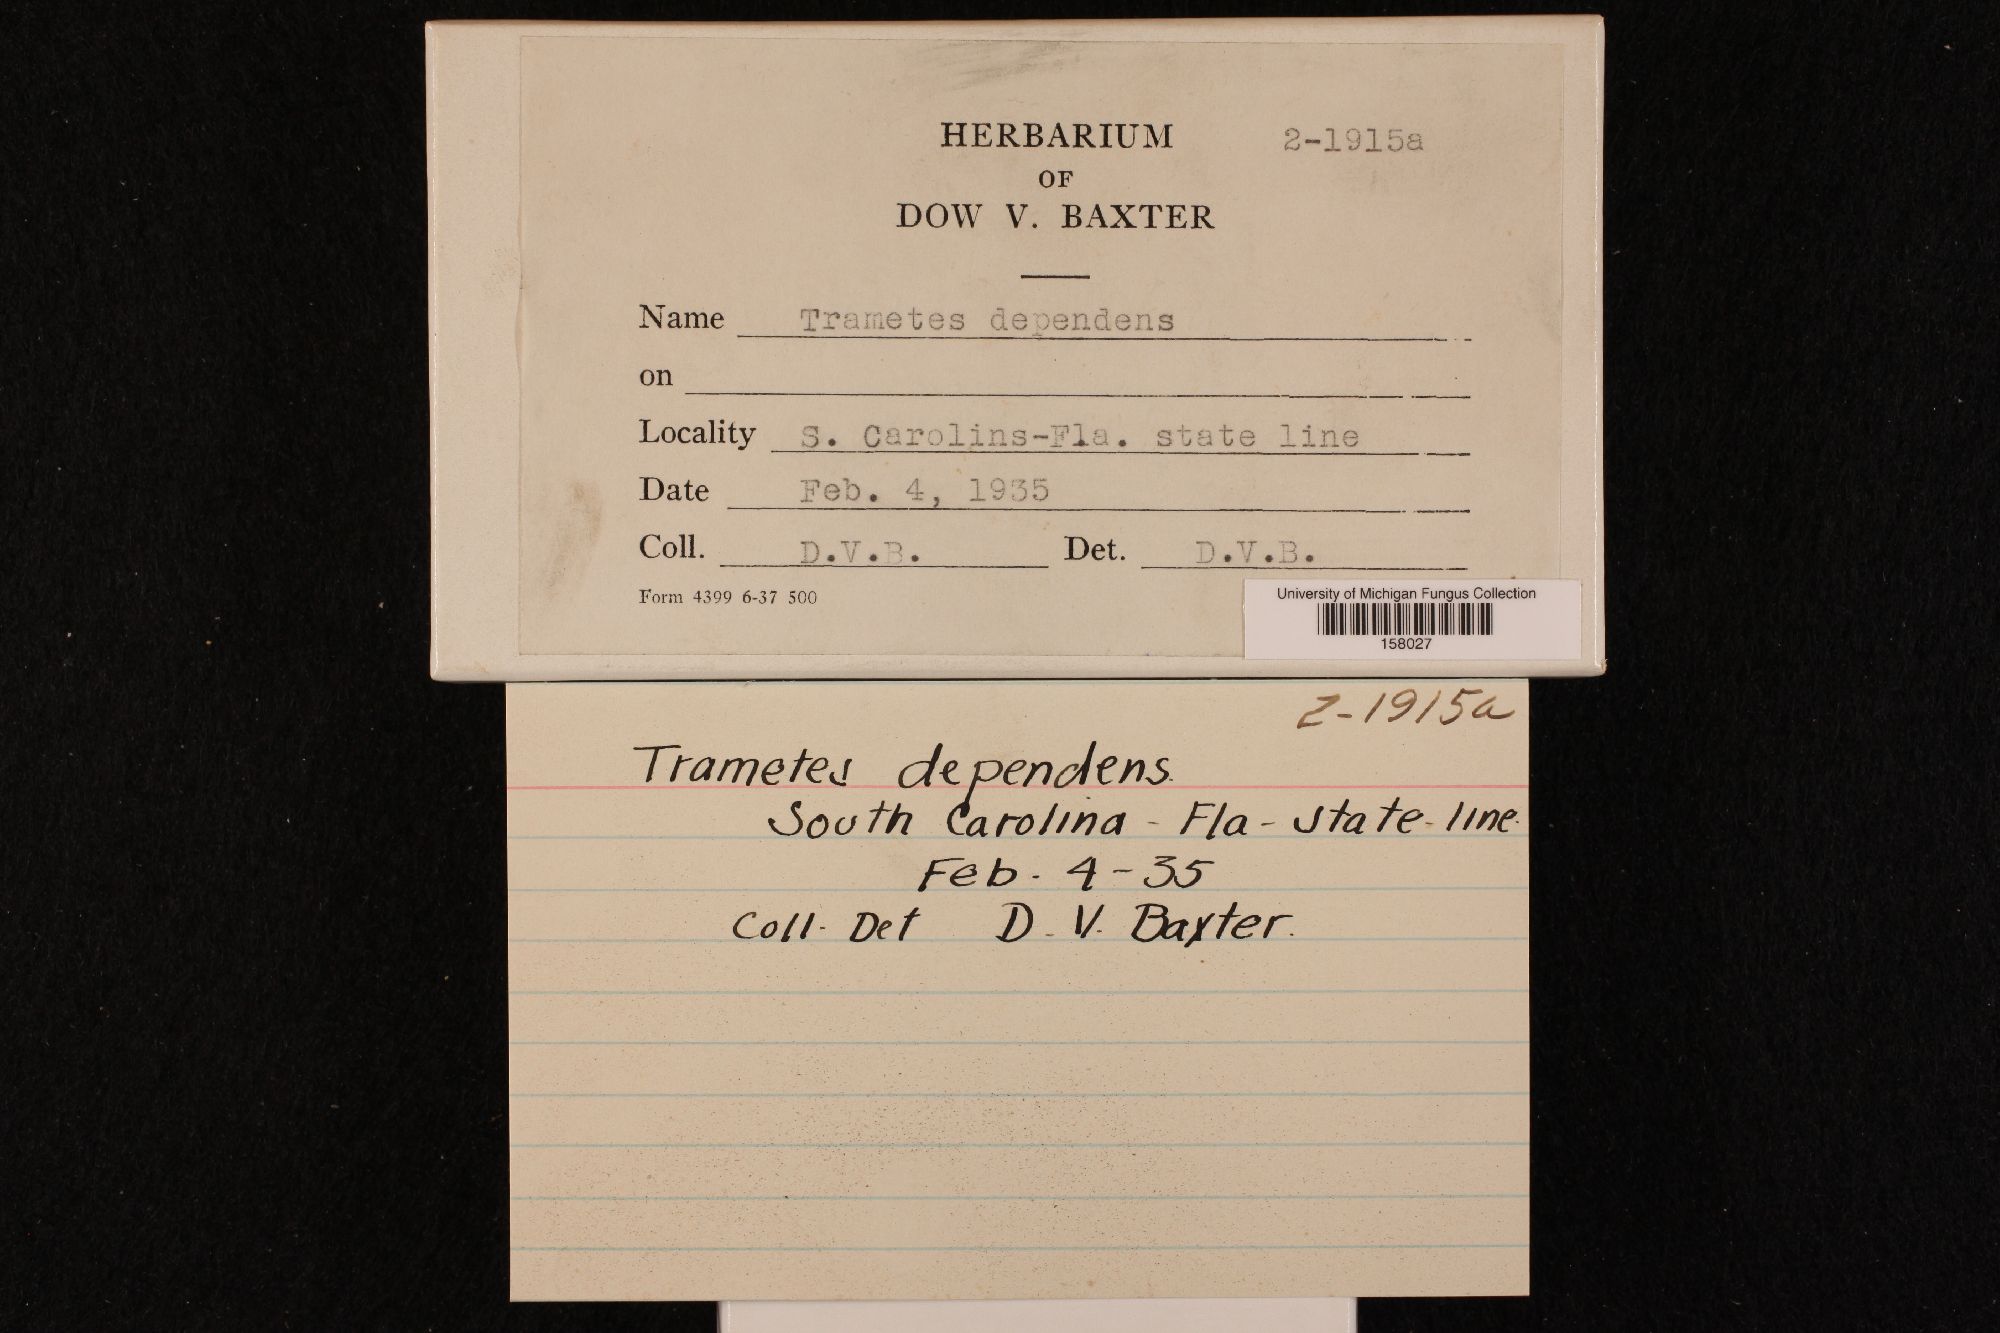 HERBARIUM 2-1915a
OF
DOW V. BAXTER
Name Trametes dependens
on
Locality S. Carolins-Fla. state line
Date Feb. 4, 1935
Coll. D.V.B. Det. D.V.B.
Form 4399 6-37 500
University of Michigan Fungus Collection
158027
2-1915a
Trametes dependens.
South Carolina - Fla - state - line.
Feb. 4-35
Coll. Det D. V. Baxter.